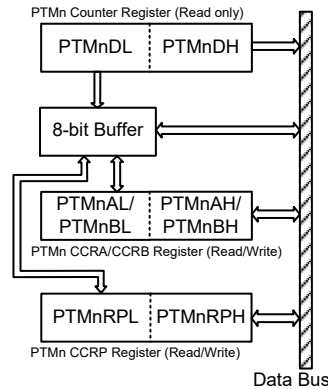 PTMn Counter Register (Read only)
PTMnDL
PTMnDH
8-bit Buffer
PTMnAL/
PTMnBL
PTMnAH/
PTMnBH
PTMn CCRA/CCRB Register (Read/Write)
PTMnRPL
PTMnRPH
PTMn CCRP Register (Read/Write)
Data Bus